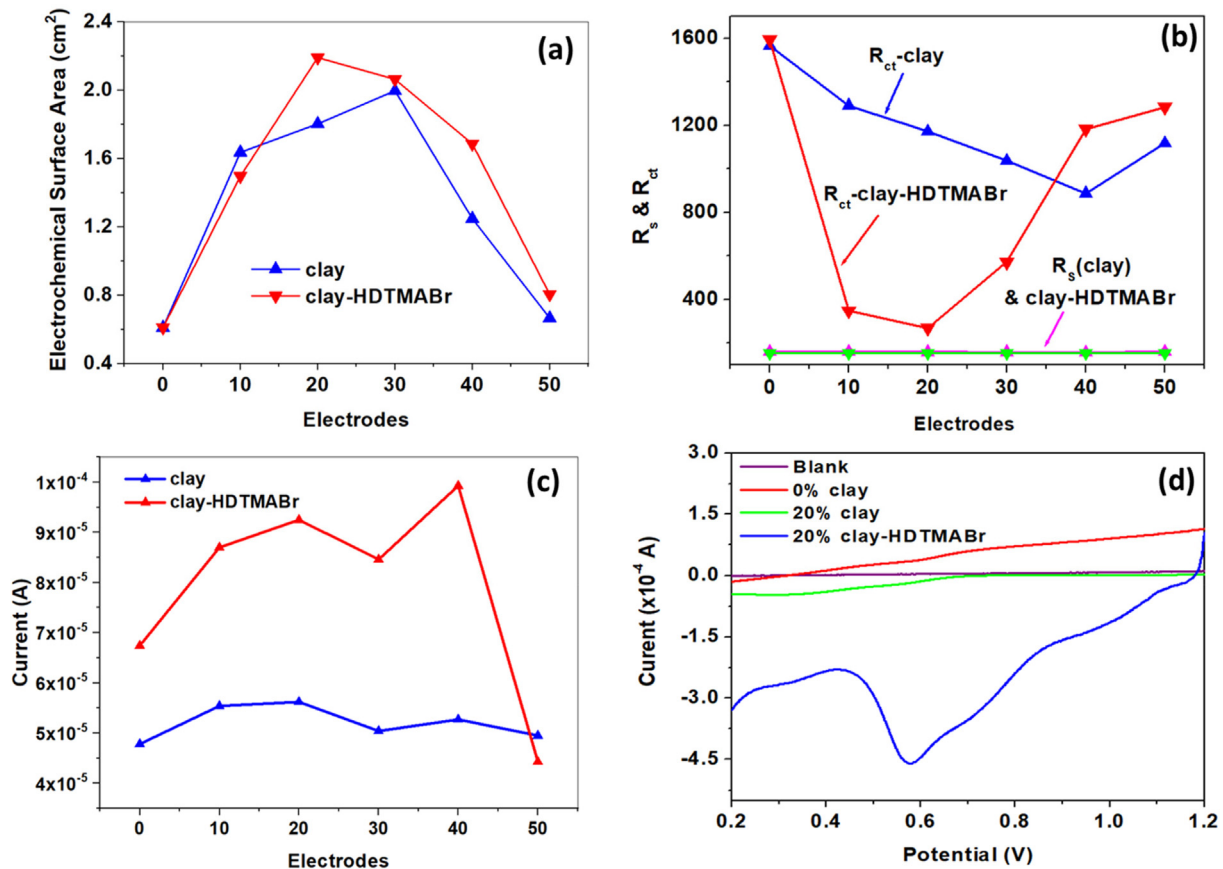 (a)
Electrochemical Surface Area (cm²)
2.4
2.0
1.6
1.2
0.8
0.4
clay
clay-HDTMABr
0 10 20 30 40 50
Electrodes
(b)
Rs & Rct
1600
1200
800
400
Rct-clay
Rct-clay-HDTMABr
RS(clay)
& clay-HDTMABr
0 10 20 30 40 50
Electrodes
(c)
Current (A)
1x10⁻⁴
9x10⁻⁵
8x10⁻⁵
7x10⁻⁵
6x10⁻⁵
5x10⁻⁵
4x10⁻⁵
clay
clay-HDTMABr
0 10 20 30 40 50
Electrodes
(d)
Curent (x10⁻⁴ A)
3.0
1.5
0.0
-1.5
-3.0
-4.5
Blank
0% clay
20% clay
20% clay-HDTMABr
0.2 0.4 0.6 0.8 1.0 1.2
Potential (V)